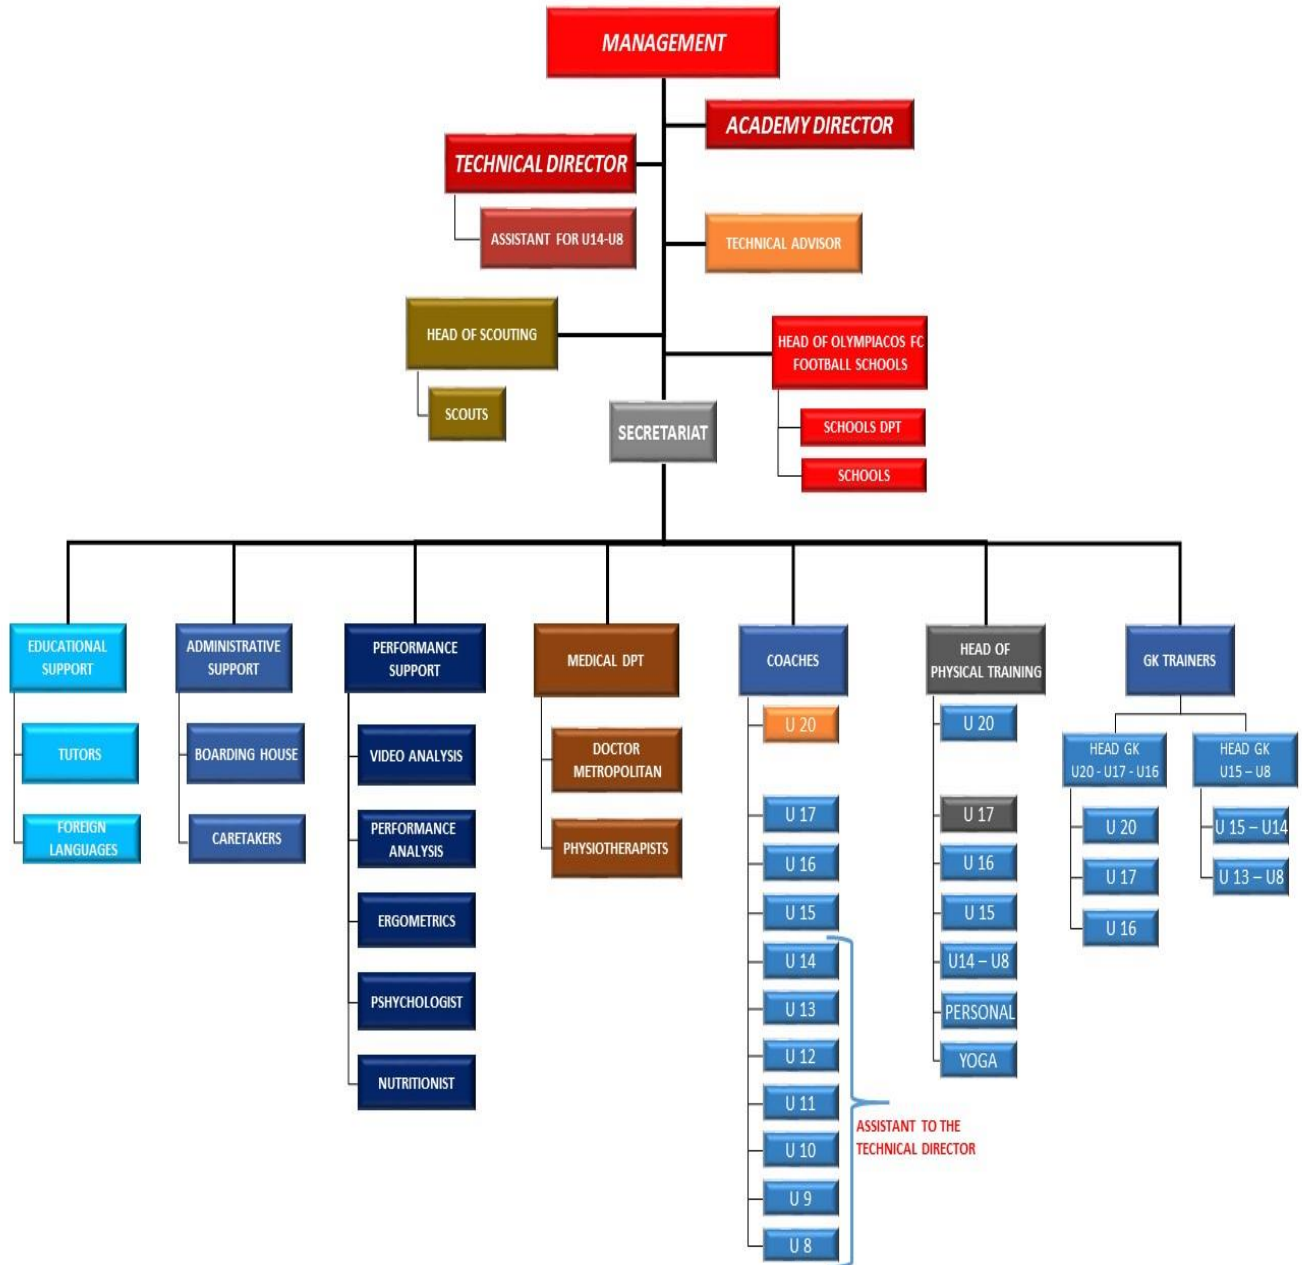 MANAGEMENT
ACADEMY DIRECTOR
TECHNICAL DIRECTOR
ASSISTANT FOR U14-U8
TECHNICAL ADVISOR
HEAD OF SCOUTING
SCOUTS
HEAD OF OLYMPIACOS FC
FOOTBALL SCHOOLS
SCHOOLS DPT
SCHOOLS
SECRETARIAT
EDUCATIONAL
SUPPORT
TUTORS
FOREIGN
LANGUAGES
ADMINISTRATIVE
SUPPORT
BOARDING HOUSE
CARETAKERS
PERFORMANCE
SUPPORT
VIDEO ANALYSIS
PERFORMANCE
ANALYSIS
ERGOMETRICS
PSHYCHOLOGIST
NUTRITIONIST
MEDICAL DPT
DOCTOR
METROPOLITAN
PHYSIOTHERAPISTS
COACHES
U 20
U 17
U 16
U 15
U 14
U 13
U 12
U 11
U 10
U 9
U 8
ASSISTANT TO THE
TECHNICAL DIRECTOR
HEAD OF
PHYSICAL TRAINING
U 20
U 17
U 16
U 15
U14 – U8
PERSONAL
YOGA
GK TRAINERS
HEAD GK
U20 - U17 - U16
U 20
U 17
U 16
HEAD GK
U15 – U8
U 15 – U14
U 13 – U8